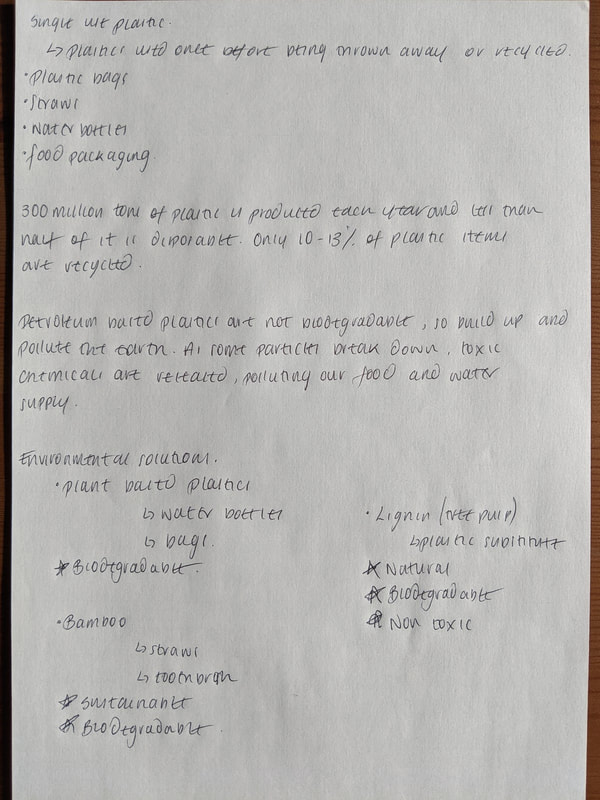 Single use plastic.
↳ plastics used once before being thrown away or recycled.
• Plastic bags
• Straws
• Water bottles
• food packaging.
300 million tons of plastic is produced each year and less than
half of it is disposable. Only 10-13% of plastic items
are recycled.
Petroleum based plastics are not biodegradable, so build up and
pollute the earth. As some particles break down, toxic
chemicals are released, polluting our food and water
supply.
Environmental solutions.
• plant based plastics
↳ water bottles
↳ bags.
* Biodegradable.
• Lignin (tree pulp)
↳ plastic substitute
* Natural
* Biodegradable
* Non toxic
• Bamboo
↳ straws
↳ toothbrush
* Sustainable
* Biodegradable.